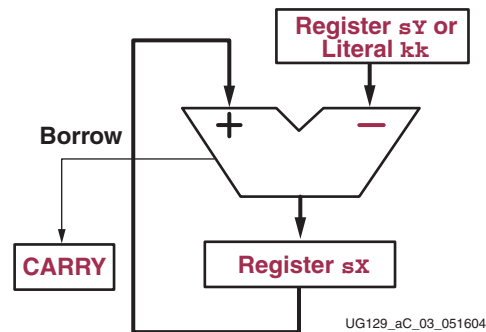 Register sY or
Literal kk
+
−
Borrow
CARRY
Register sX
UG129_aC_03_051604